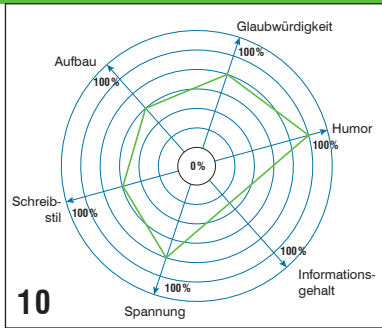 Glaubwürdigkeit
100%
Aufbau
100%
Humor
100%
0%
Schreib-
stil
100%
100%
Informations-
gehalt
100%
Spannung
10